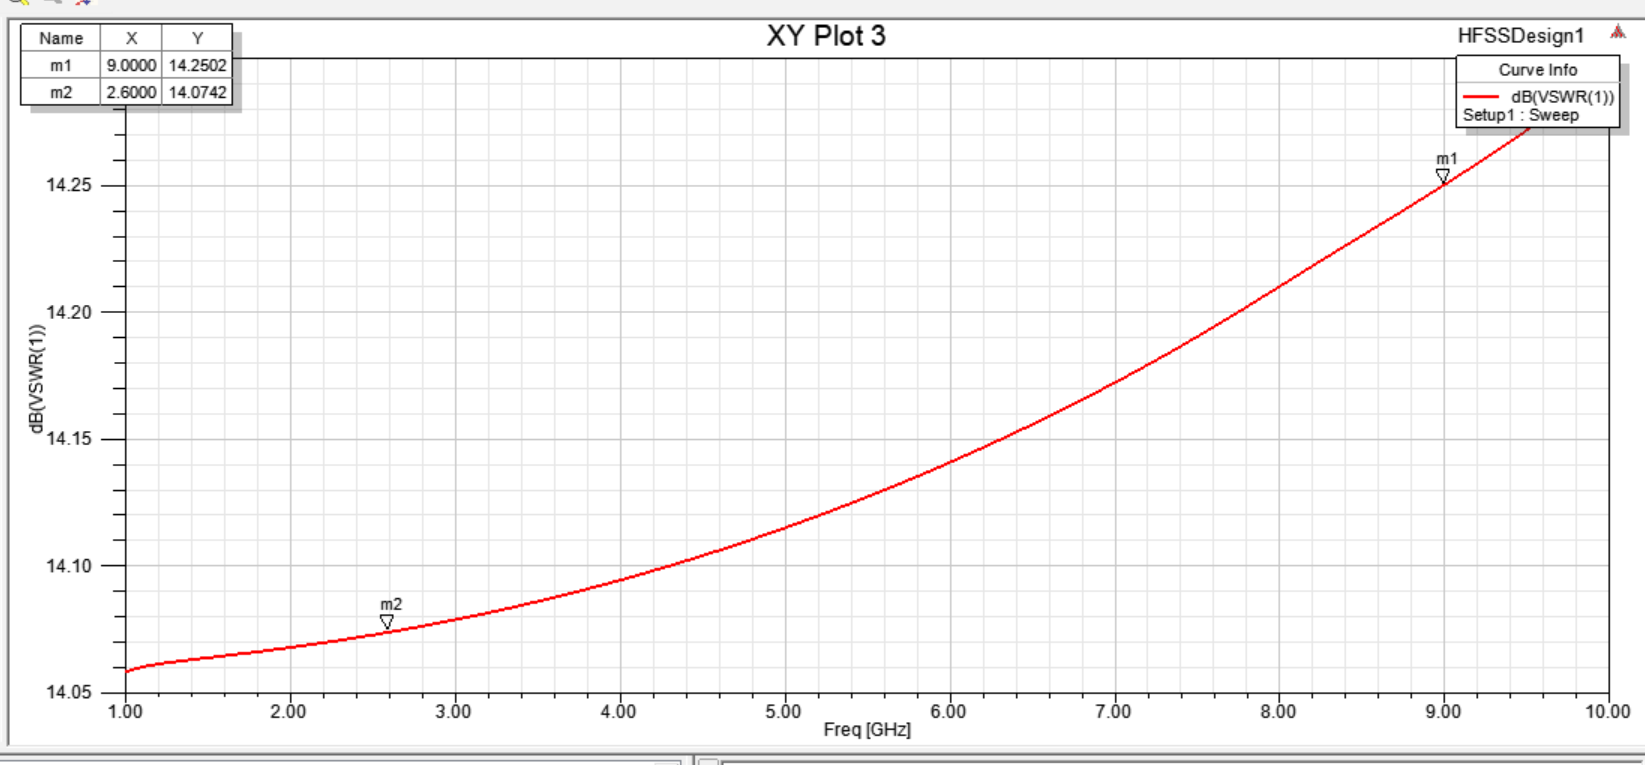 XY Plot 3
HFSSDesign1
Name X Y
m1 9.0000 14.2502
m2 2.6000 14.0742
Curve Info
dB(VSWR(1))
Setup1 : Sweep
m1
m2
14.25
14.20
14.15
14.10
14.05
dB(VSWR(1))
1.00 2.00 3.00 4.00 5.00 6.00 7.00 8.00 9.00 10.00
Freq [GHz]